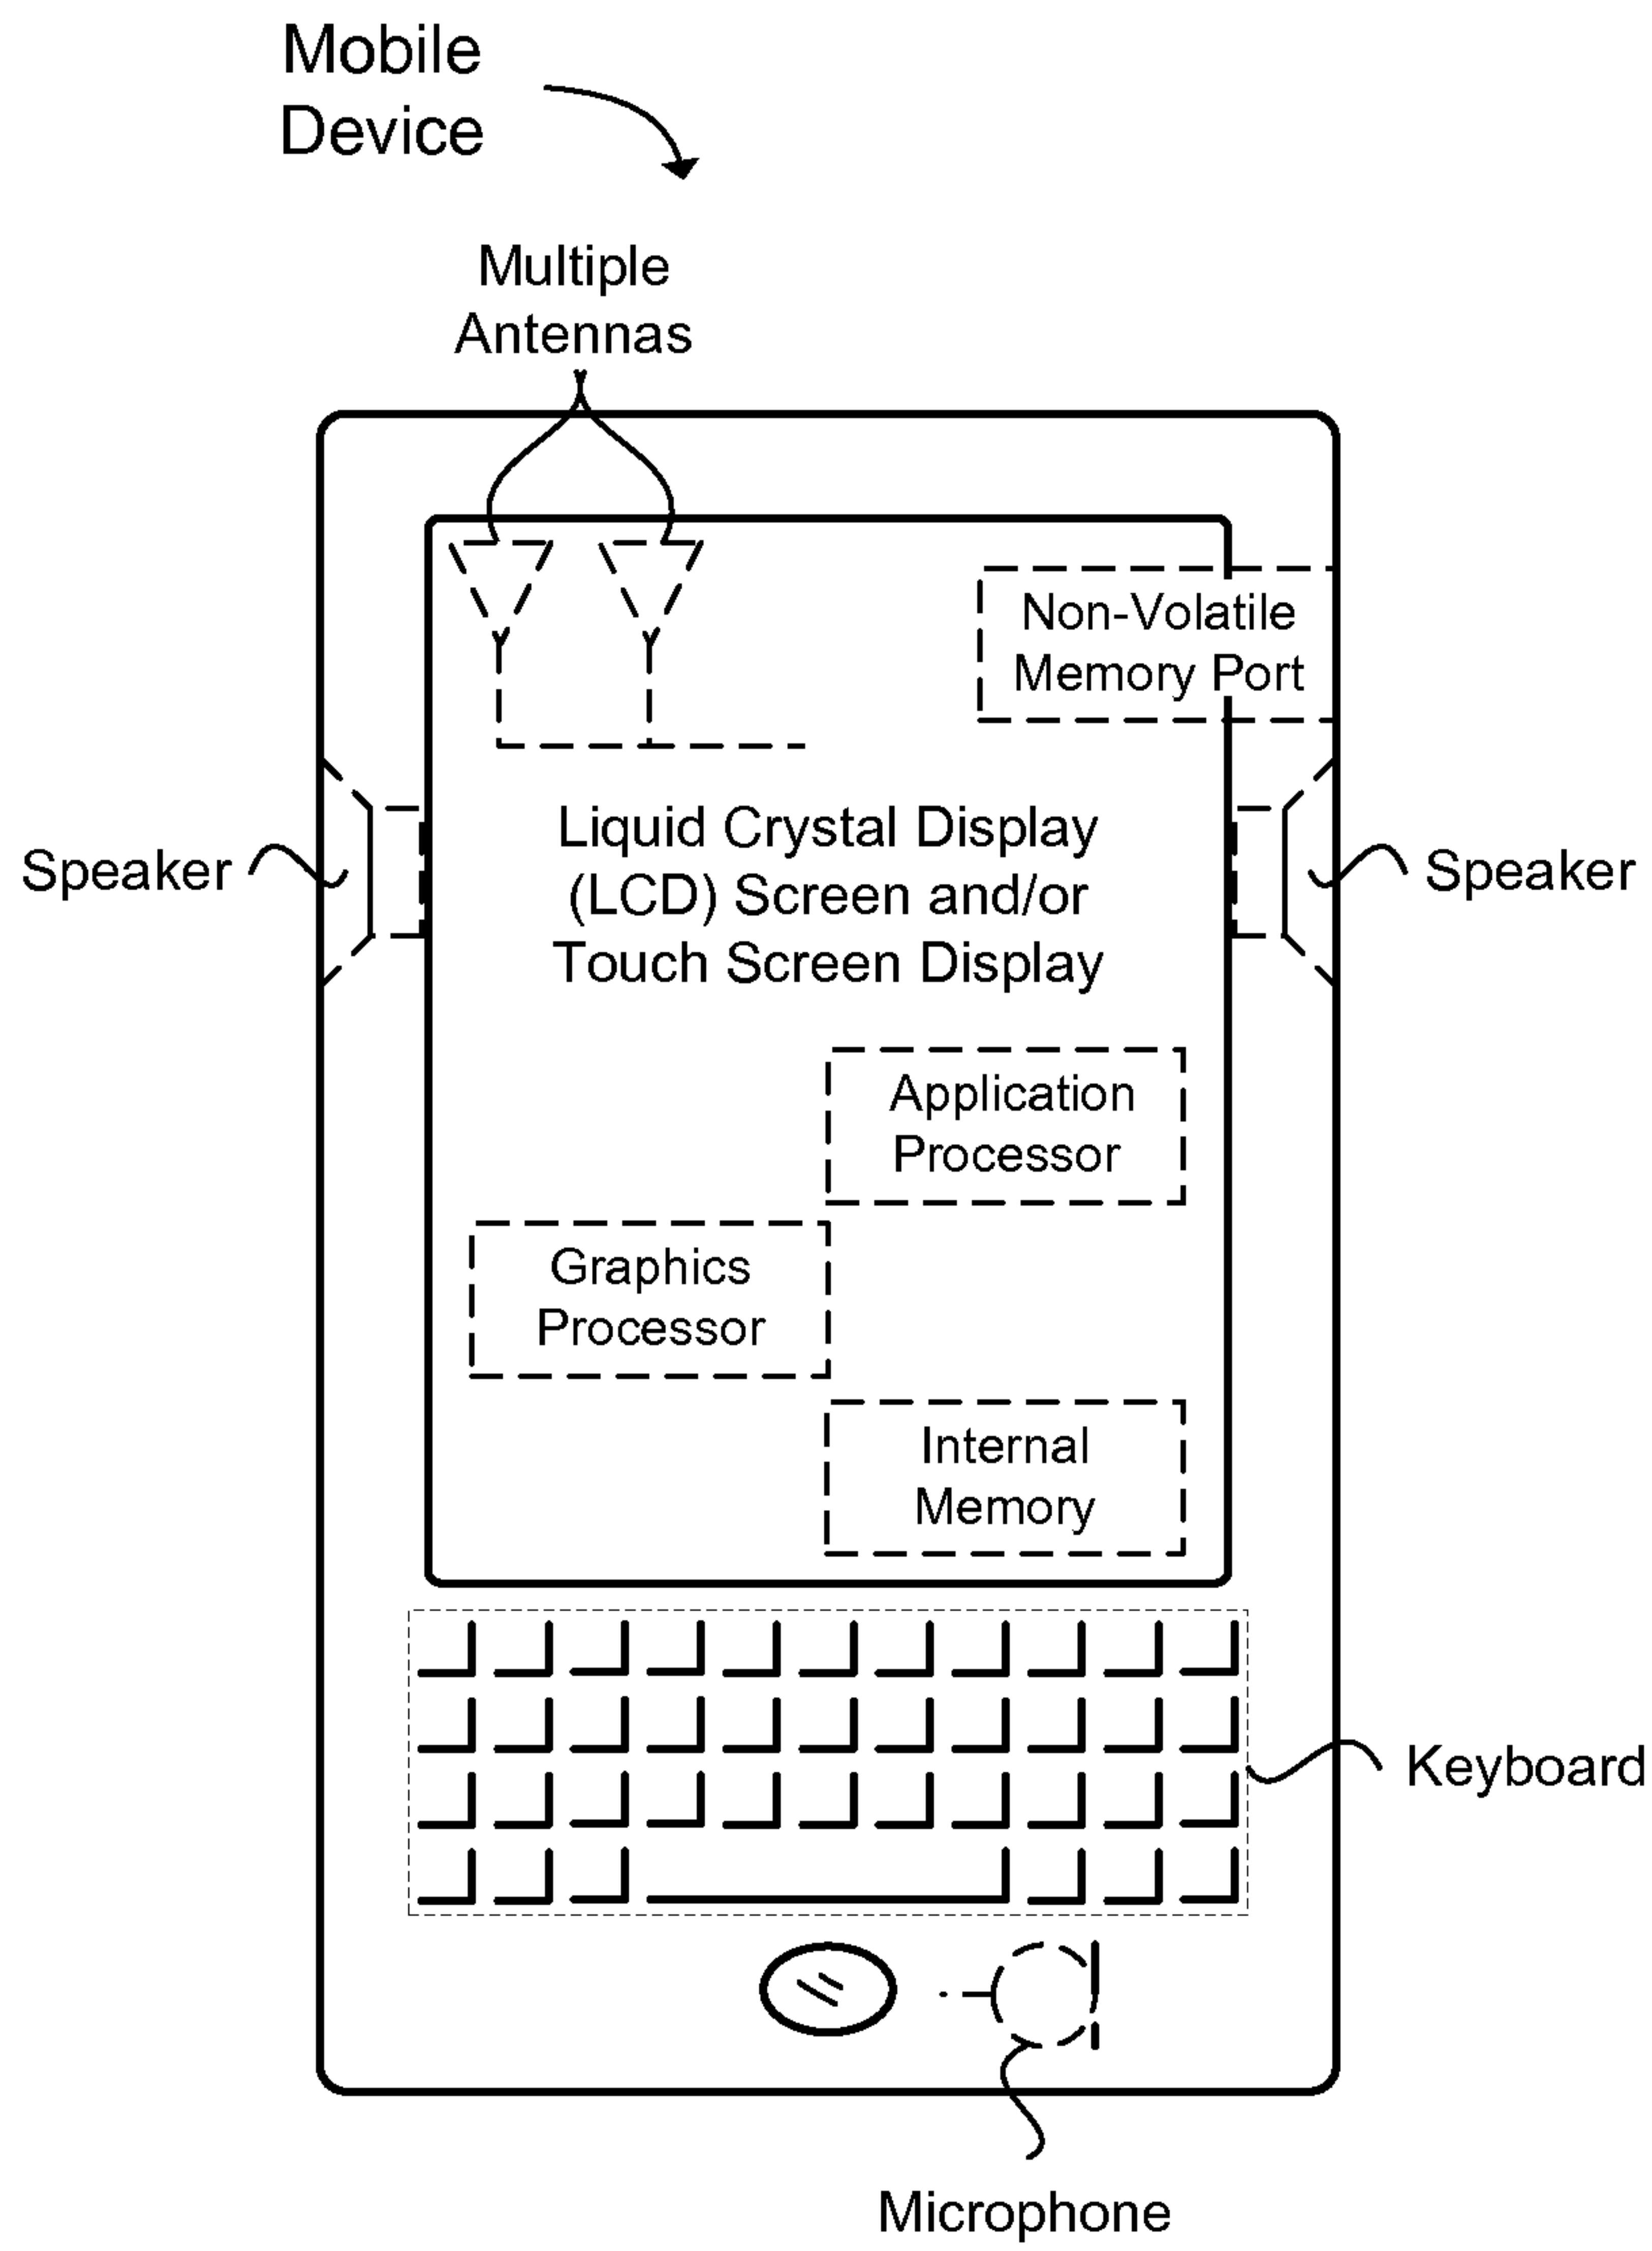 Mobile
Device
Multiple
Antennas
Non-Volatile
Memory Port
Liquid Crystal Display
(LCD) Screen and/or
Touch Screen Display
Speaker
Speaker
Application
Processor
Graphics
Processor
Internal
Memory
Keyboard
Microphone